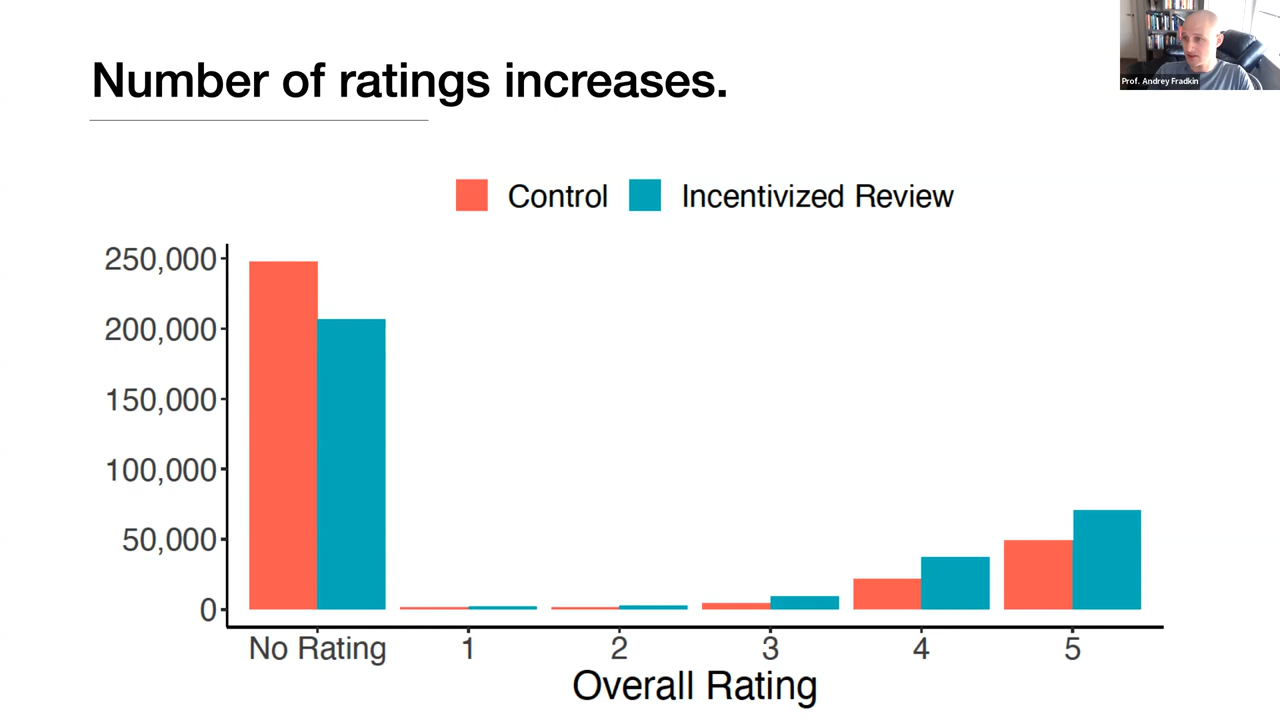 Number of ratings increases.
Prof. Andrey Fradkin
Control
Incentivized Review
250,000
200,000
150,000
100,000
50,000
0
No Rating 1 2 3 4 5
Overall Rating